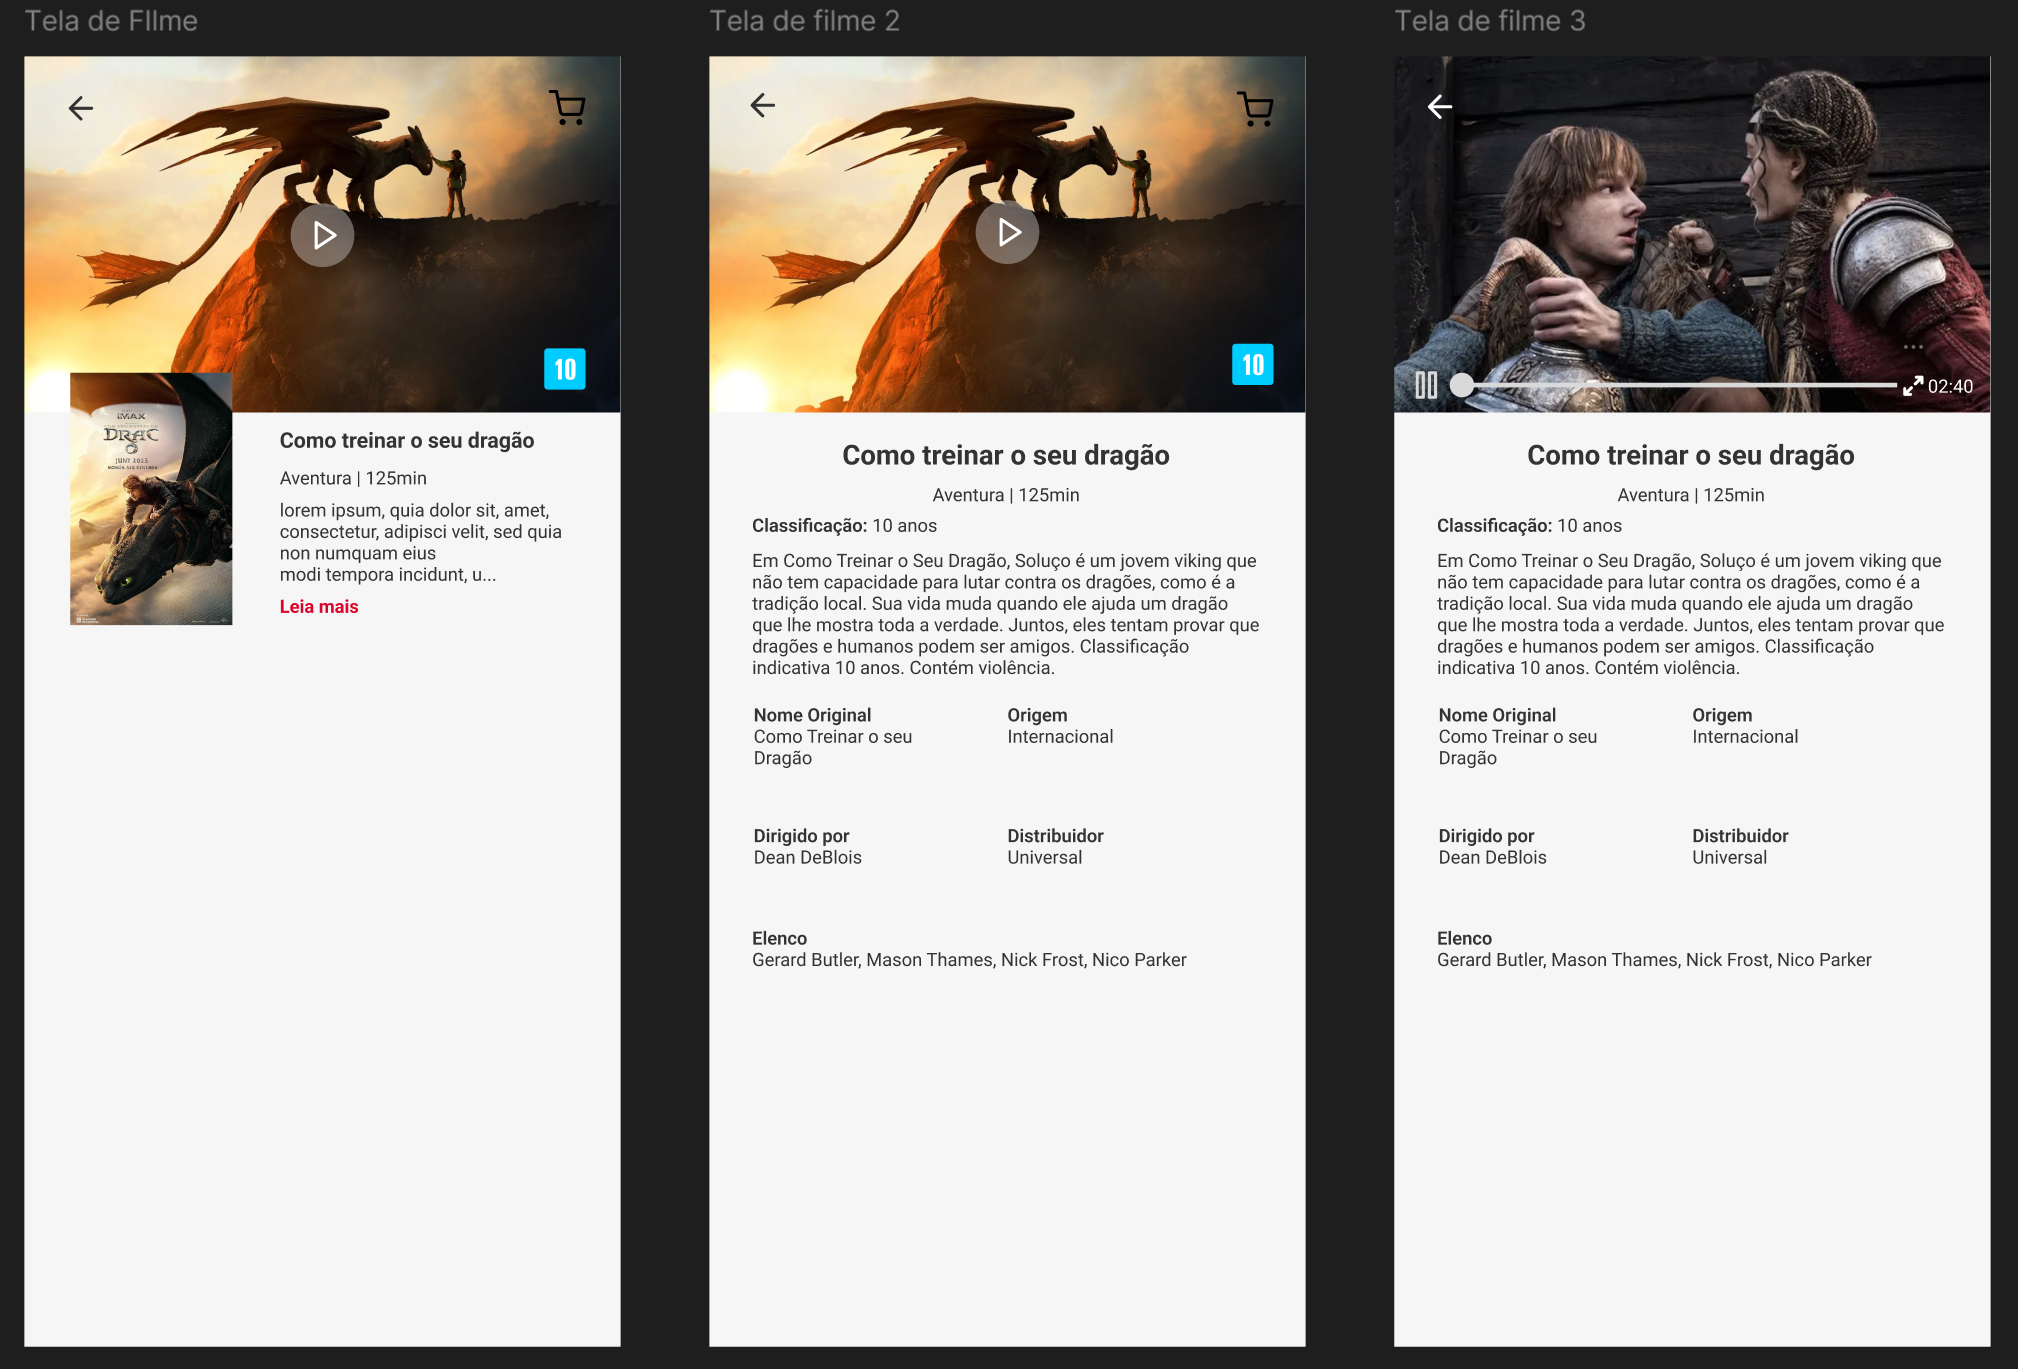 Tela de FIlme
10
IMAX
DRAC
JUNY 2025
Como treinar o seu dragão
Aventura | 125min
lorem ipsum, quia dolor sit, amet,
consectetur, adipisci velit, sed quia
non numquam eius
modi tempora incidunt, u...
Leia mais
Tela de filme 2
10
Como treinar o seu dragão
Aventura | 125min
Classificação: 10 anos
Em Como Treinar o Seu Dragão, Soluço é um jovem viking que
não tem capacidade para lutar contra os dragões, como é a
tradição local. Sua vida muda quando ele ajuda um dragão
que lhe mostra toda a verdade. Juntos, eles tentam provar que
dragões e humanos podem ser amigos. Classificação
indicativa 10 anos. Contém violência.
Nome Original
Como Treinar o seu
Dragão
Origem
Internacional
Dirigido por
Dean DeBlois
Distribuidor
Universal
Elenco
Gerard Butler, Mason Thames, Nick Frost, Nico Parker
Tela de filme 3
02:40
Como treinar o seu dragão
Aventura | 125min
Classificação: 10 anos
Em Como Treinar o Seu Dragão, Soluço é um jovem viking que
não tem capacidade para lutar contra os dragões, como é a
tradição local. Sua vida muda quando ele ajuda um dragão
que lhe mostra toda a verdade. Juntos, eles tentam provar que
dragões e humanos podem ser amigos. Classificação
indicativa 10 anos. Contém violência.
Nome Original
Como Treinar o seu
Dragão
Origem
Internacional
Dirigido por
Dean DeBlois
Distribuidor
Universal
Elenco
Gerard Butler, Mason Thames, Nick Frost, Nico Parker